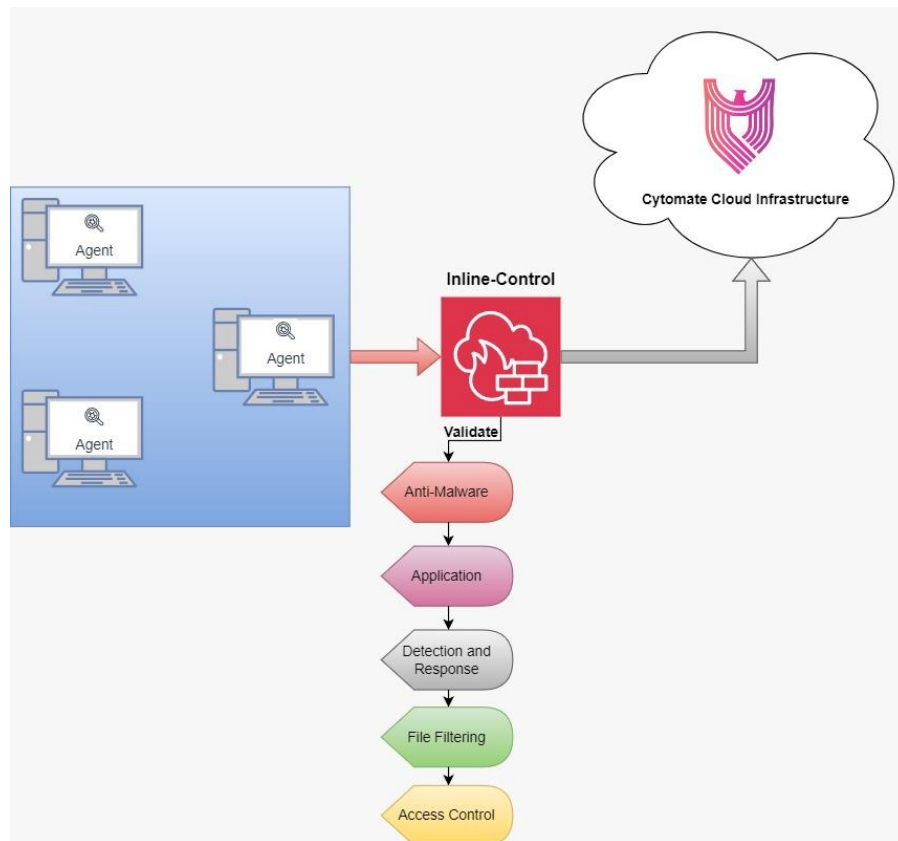 Cytomate Cloud Infrastructure
Agent
Agent
Agent
Inline-Control
Validate
Anti-Malware
Application
Detection and
Response
File Filtering
Access Control